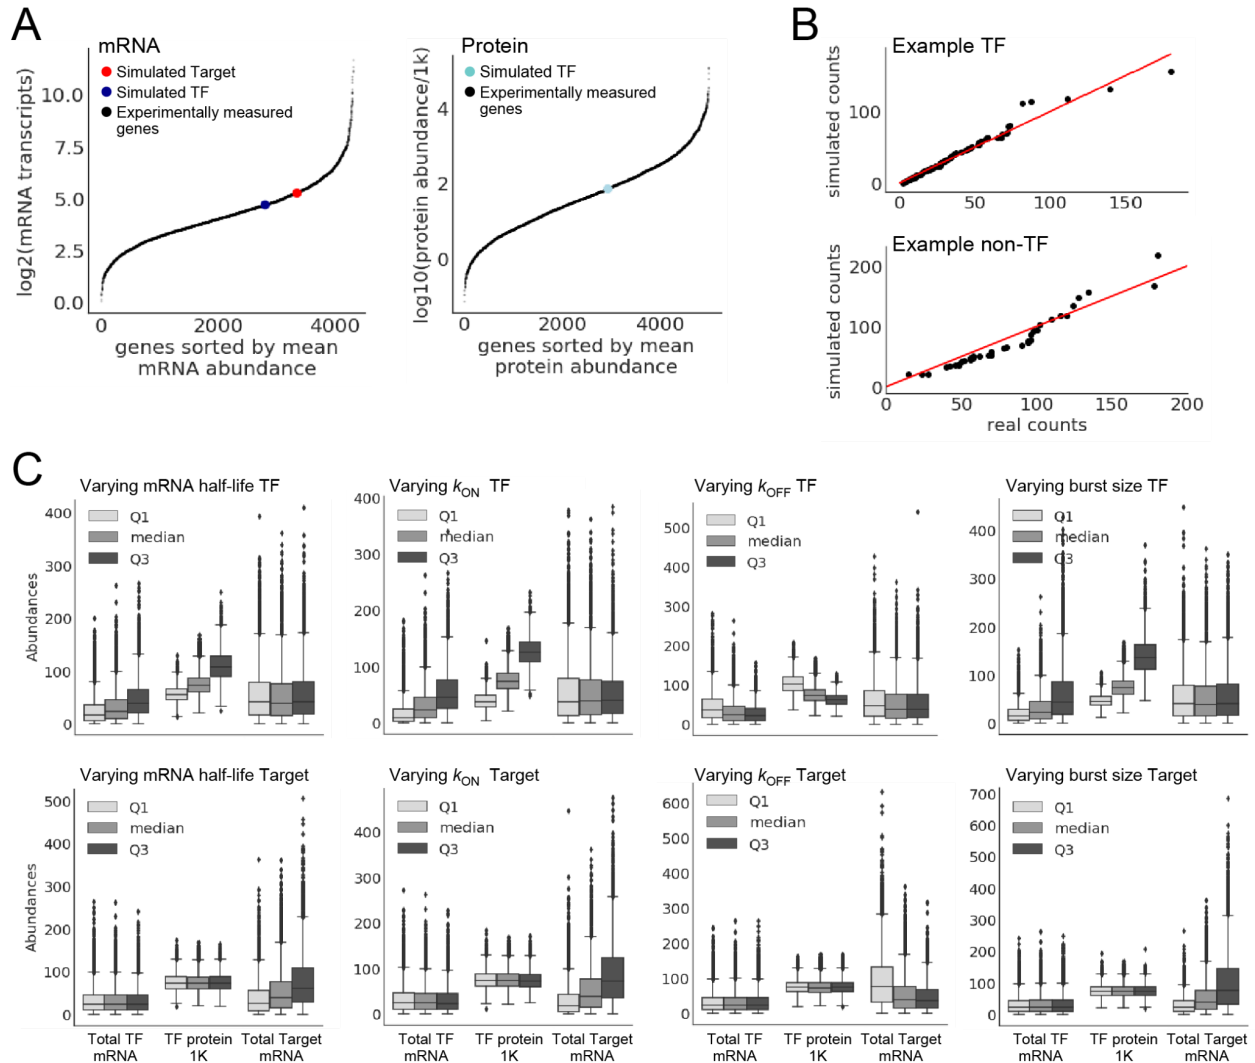 A
mRNA
Simulated Target
Simulated TF
Experimentally measured
genes
log2(mRNA transcripts)
10.0
7.5
5.0
2.5
0.0
0
2000
4000
genes sorted by mean
mRNA abundance
Protein
Simulated TF
Experimentally measured
genes
log10(protein abundance/1k)
4
2
0
0
2000
4000
genes sorted by mean
protein abundance
B
Example TF
simulated counts
100
0
0
50
100
150
Example non-TF
simulated counts
200
100
0
0
50
100
150
200
real counts
C
Varying mRNA half-life TF
Q1
median
Q3
Abundances
400
300
200
100
0
Varying kON TF
Q1
median
Q3
400
300
200
100
0
Varying kOFF TF
Q1
median
Q3
500
400
300
200
100
0
Varying burst size TF
Q1
median
Q3
400
300
200
100
0
Varying mRNA half-life Target
Q1
median
Q3
Abundances
500
400
300
200
100
0
Total TF
mRNA
TF protein
1K
Total Target
mRNA
Varying kON Target
Q1
median
Q3
400
300
200
100
0
Total TF
mRNA
TF protein
1K
Total Target
mRNA
Varying kOFF Target
Q1
median
Q3
600
500
400
300
200
100
0
Total TF
mRNA
TF protein
1K
Total Target
mRNA
Varying burst size Target
Q1
median
Q3
700
600
500
400
300
200
100
0
Total TF
mRNA
TF protein
1K
Total Target
mRNA